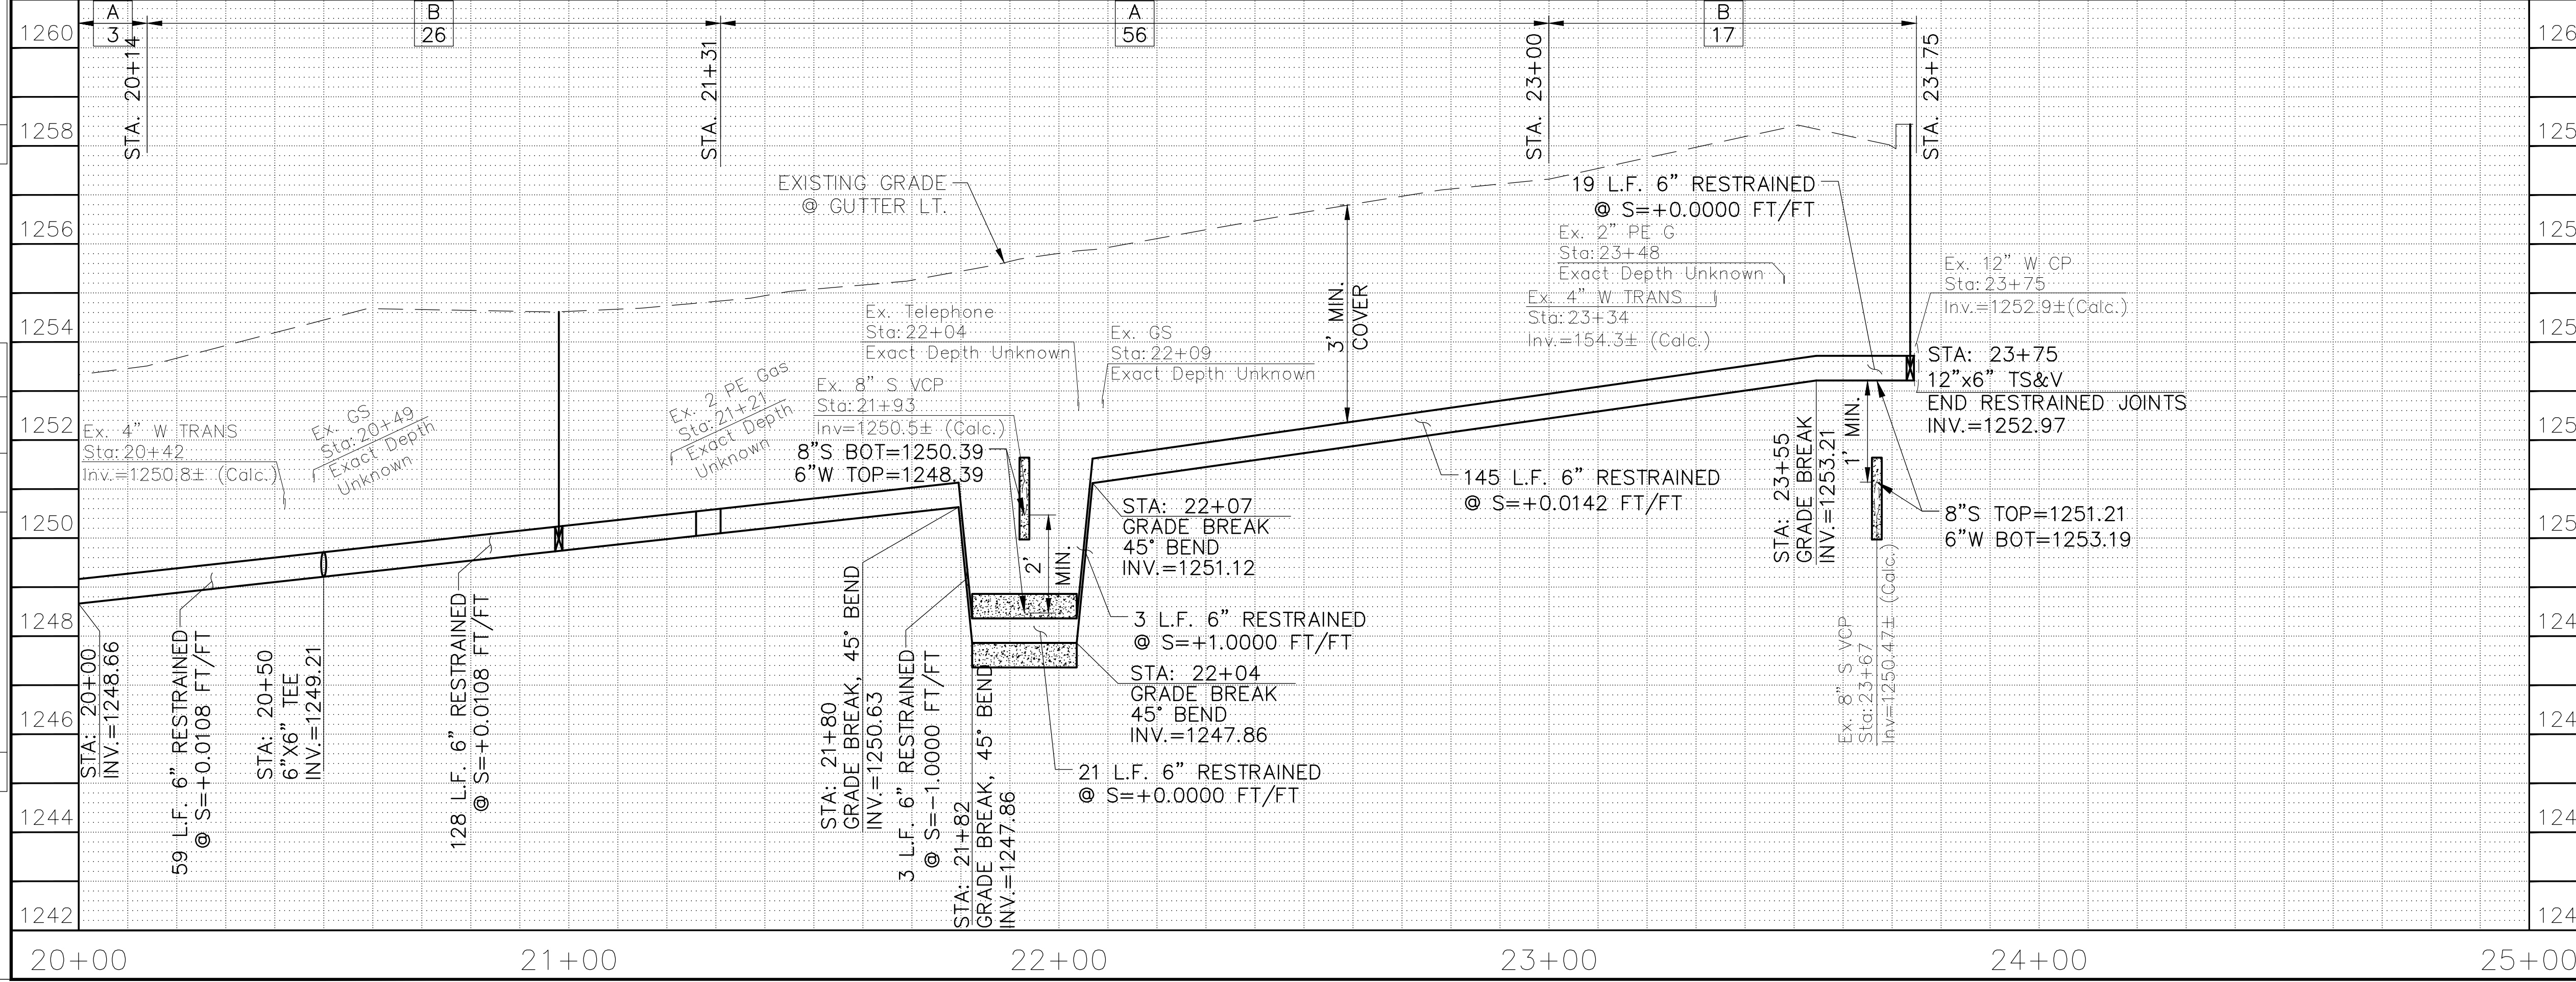 A
3
B
26
A
56
B
17
STA. 20+14
STA. 21+31
STA. 23+00
STA. 23+75
1260
1258
1256
1254
1252
1250
1248
1246
1244
1242
126
125
125
125
125
125
124
124
124
124
EXISTING GRADE
@ GUTTER LT.
3' MIN.
COVER
19 L.F. 6" RESTRAINED
@ S=+0.0000 FT/FT
Ex. 2" PE G
Sta:23+48
Exact Depth Unknown
Ex. 4" W TRANS
Sta:23+34
Inv.=154.3± (Calc.)
Ex. 12" W CP
Sta:23+75
Inv.=1252.9±(Calc.)
STA: 23+75
12"x6" TS&V
END RESTRAINED JOINTS
INV.=1252.97
Ex. Telephone
Sta:22+04
Exact Depth Unknown
Ex. GS
Sta:22+09
Exact Depth Unknown
Ex. 8" S VCP
Sta:21+93
Inv=1250.5± (Calc.)
8"S BOT=1250.39
6"W TOP=1248.39
Ex. 2 PE Gas
Sta:21+21
Exact Depth
Unknown
Ex. GS
Sta:20+49
Exact Depth
Unknown
Ex. 4" W TRANS
Sta:20+42
Inv.=1250.8± (Calc.)
145 L.F. 6" RESTRAINED
@ S=+0.0142 FT/FT
STA: 23+55
GRADE BREAK
INV.=1253.21
1' MIN.
8"S TOP=1251.21
6"W BOT=1253.19
Ex. 8" S VCP
Sta:23+67
Inv=1250.47± (Calc.)
STA: 22+07
GRADE BREAK
45° BEND
INV.=1251.12
2'
MIN.
3 L.F. 6" RESTRAINED
@ S=+1.0000 FT/FT
STA: 22+04
GRADE BREAK
45° BEND
INV.=1247.86
21 L.F. 6" RESTRAINED
@ S=+0.0000 FT/FT
STA: 20+00
INV.=1248.66
59 L.F. 6" RESTRAINED
@ S=+0.0108 FT/FT
STA: 20+50
6"X6" TEE
INV.=1249.21
128 L.F. 6" RESTRAINED
@ S=+0.0108 FT/FT
STA: 21+80
GRADE BREAK, 45° BEND
INV.=1250.63
3 L.F. 6" RESTRAINED
@ S=-1.0000 FT/FT
STA: 21+82
GRADE BREAK, 45° BEND
INV.=1247.86
20+00
21+00
22+00
23+00
24+00
25+00